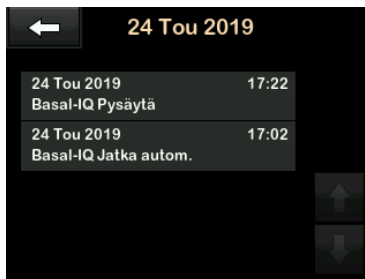 24 Tou 2019
24 Tou 2019 17:22
Basal-IQ Pysäytä
24 Tou 2019 17:02
Basal-IQ Jatka autom.